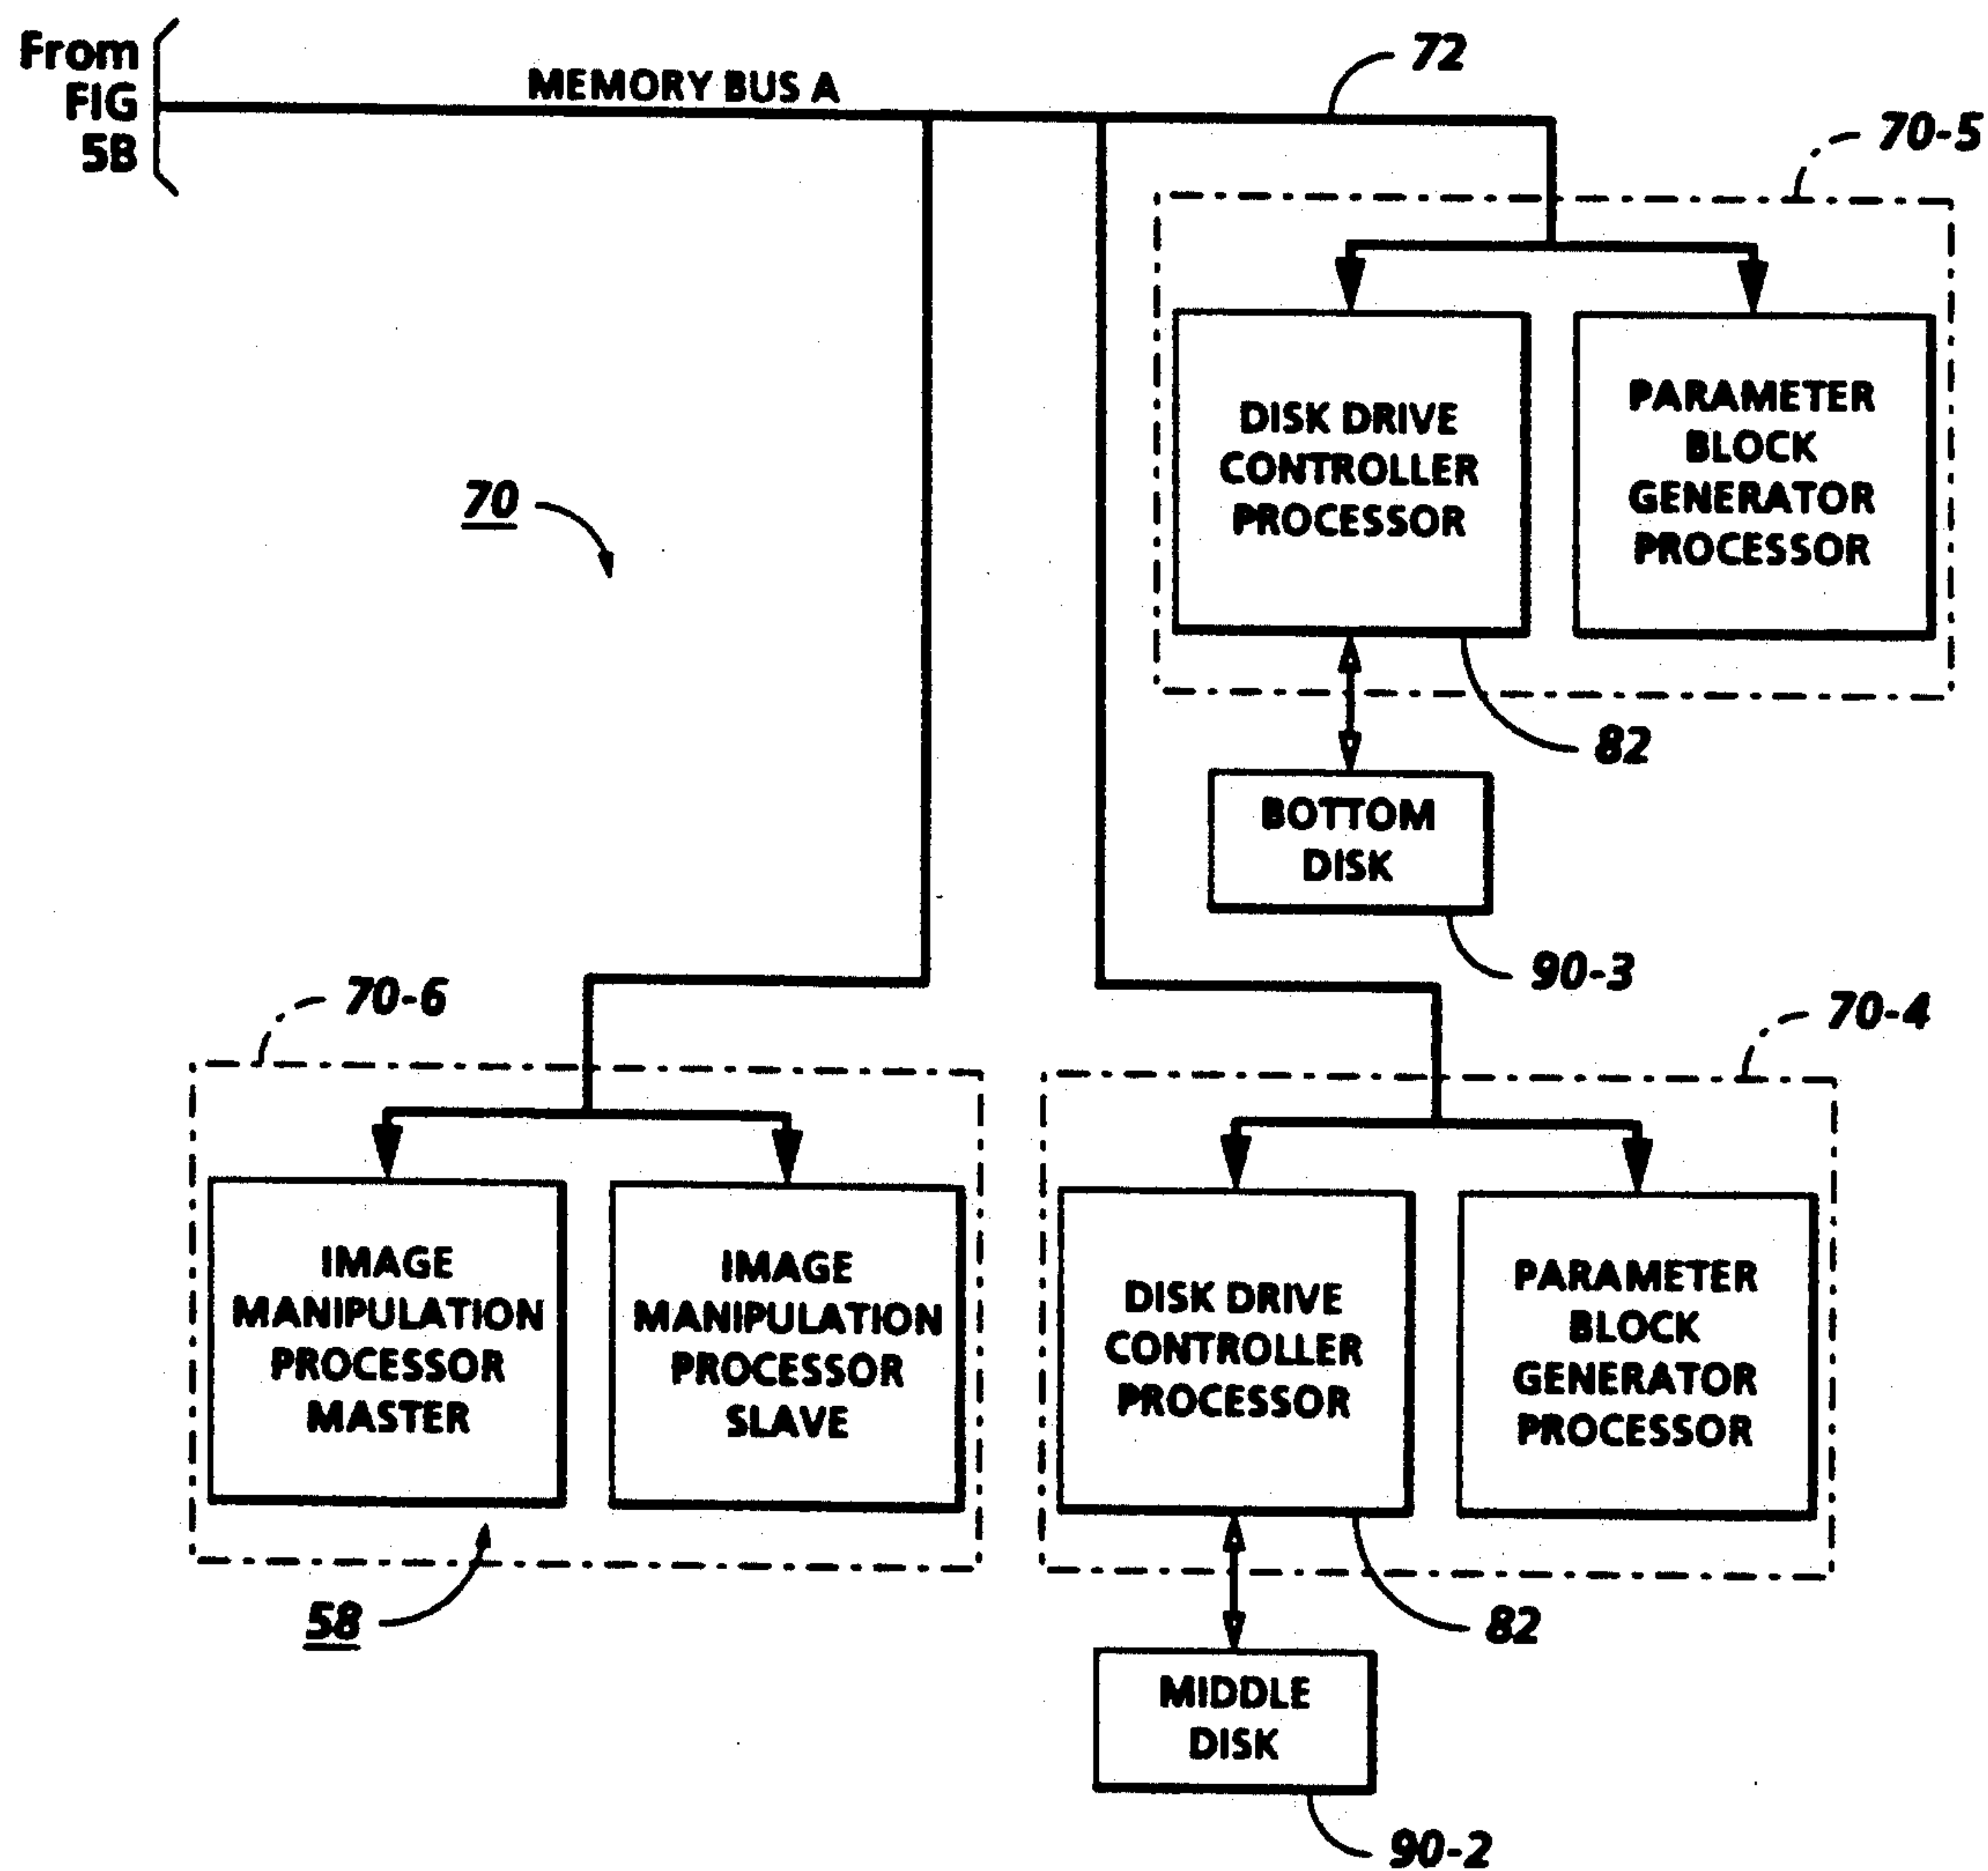 From
FIG
5B
MEMORY BUS A
72
70-5
DISK DRIVE
CONTROLLER
PROCESSOR
PARAMETER
BLOCK
GENERATOR
PROCESSOR
70
82
BOTTOM
DISK
90-3
70-6
70-4
IMAGE
MANIPULATION
PROCESSOR
MASTER
IMAGE
MANIPULATION
PROCESSOR
SLAVE
DISK DRIVE
CONTROLLER
PROCESSOR
PARAMETER
BLOCK
GENERATOR
PROCESSOR
58
82
MIDDLE
DISK
90-2